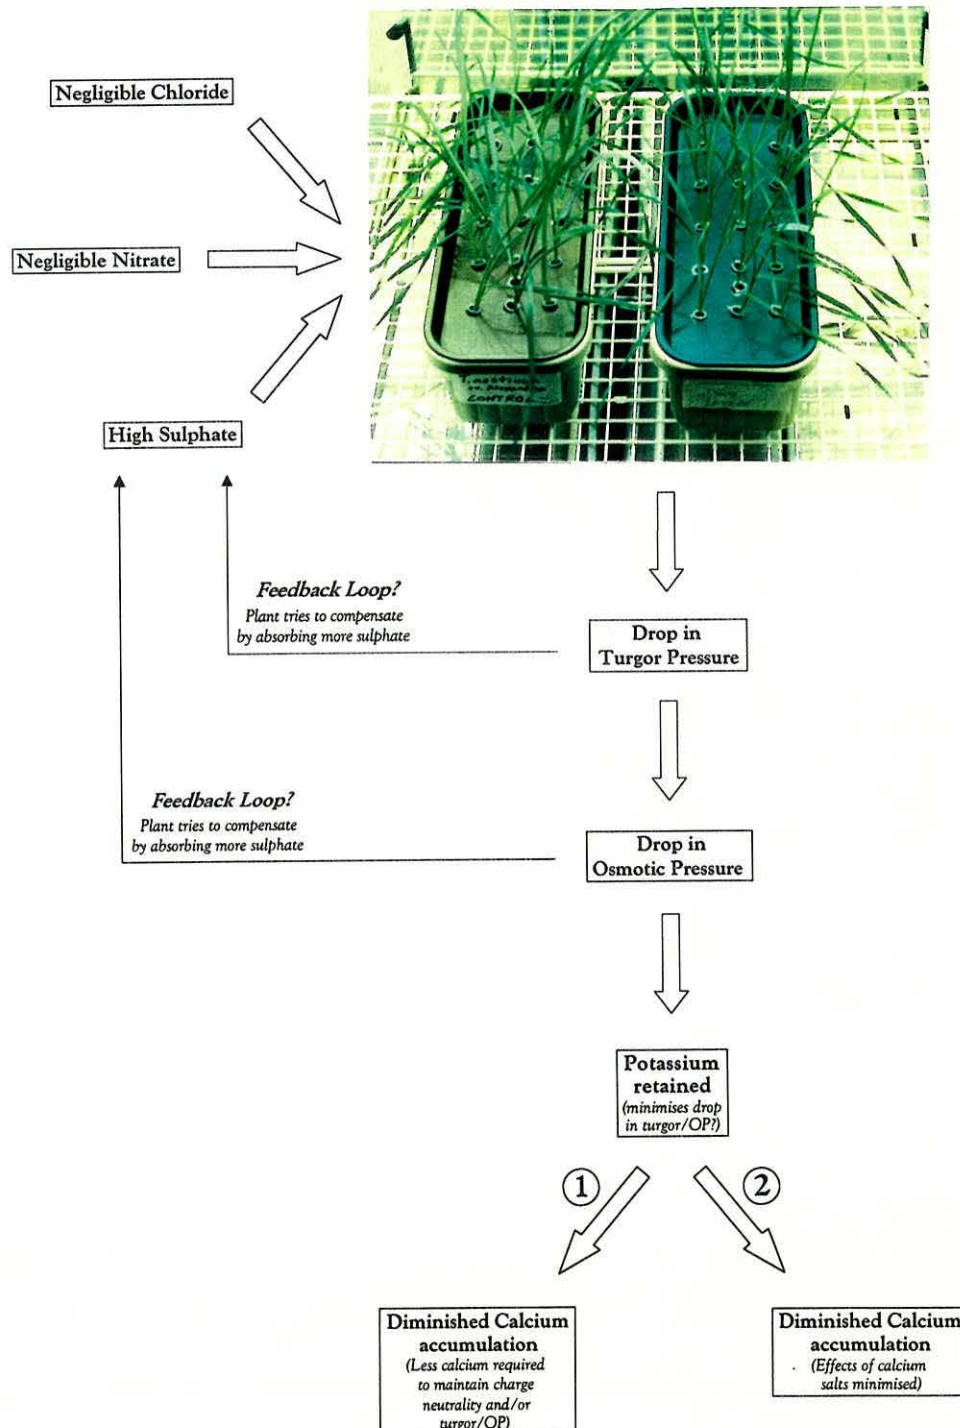 Negligible Chloride
Negligible Nitrate
High Sulphate
CONTROL
Feedback Loop?
Plant tries to compensate
by absorbing more sulphate
Drop in
Turgor Pressure
Feedback Loop?
Plant tries to compensate
by absorbing more sulphate
Drop in
Osmotic Pressure
Potassium
retained
(minimises drop
in turgor/OP?)
1
2
Diminished Calcium
accumulation
(Less calcium required
to maintain charge
neutrality and/or
turgor/OP)
Diminished Calcium
accumulation
(Effects of calcium
salts minimised)